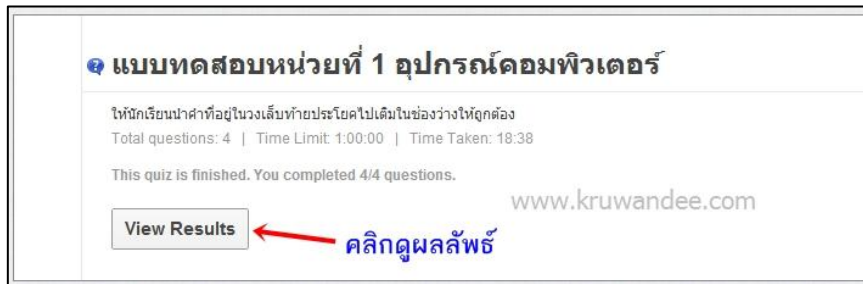 แบบทดสอบหน่วยที่ 1 อุปกรณ์คอมพิวเตอร์
ให้นักเรียนนำคำที่อยู่ในวงเล็บท้ายประโยคไปเติมในช่องว่างให้ถูกต้อง
Total questions: 4 | Time Limit: 1:00:00 | Time Taken: 18:38
This quiz is finished. You completed 4/4 questions.
www.kruwandee.com
View Results
คลิกดูผลลัพธ์